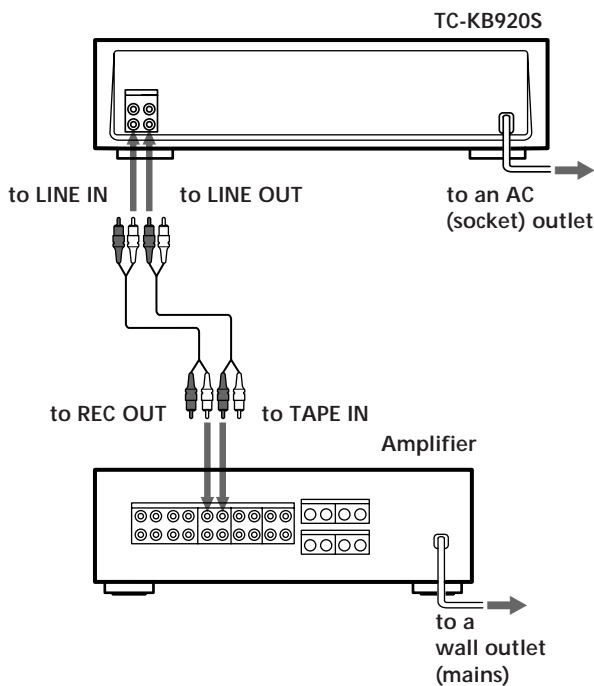 TC-KB920S
to LINE IN
to LINE OUT
to an AC
(socket) outlet
to REC OUT
to TAPE IN
Amplifier
to a
wall outlet
(mains)